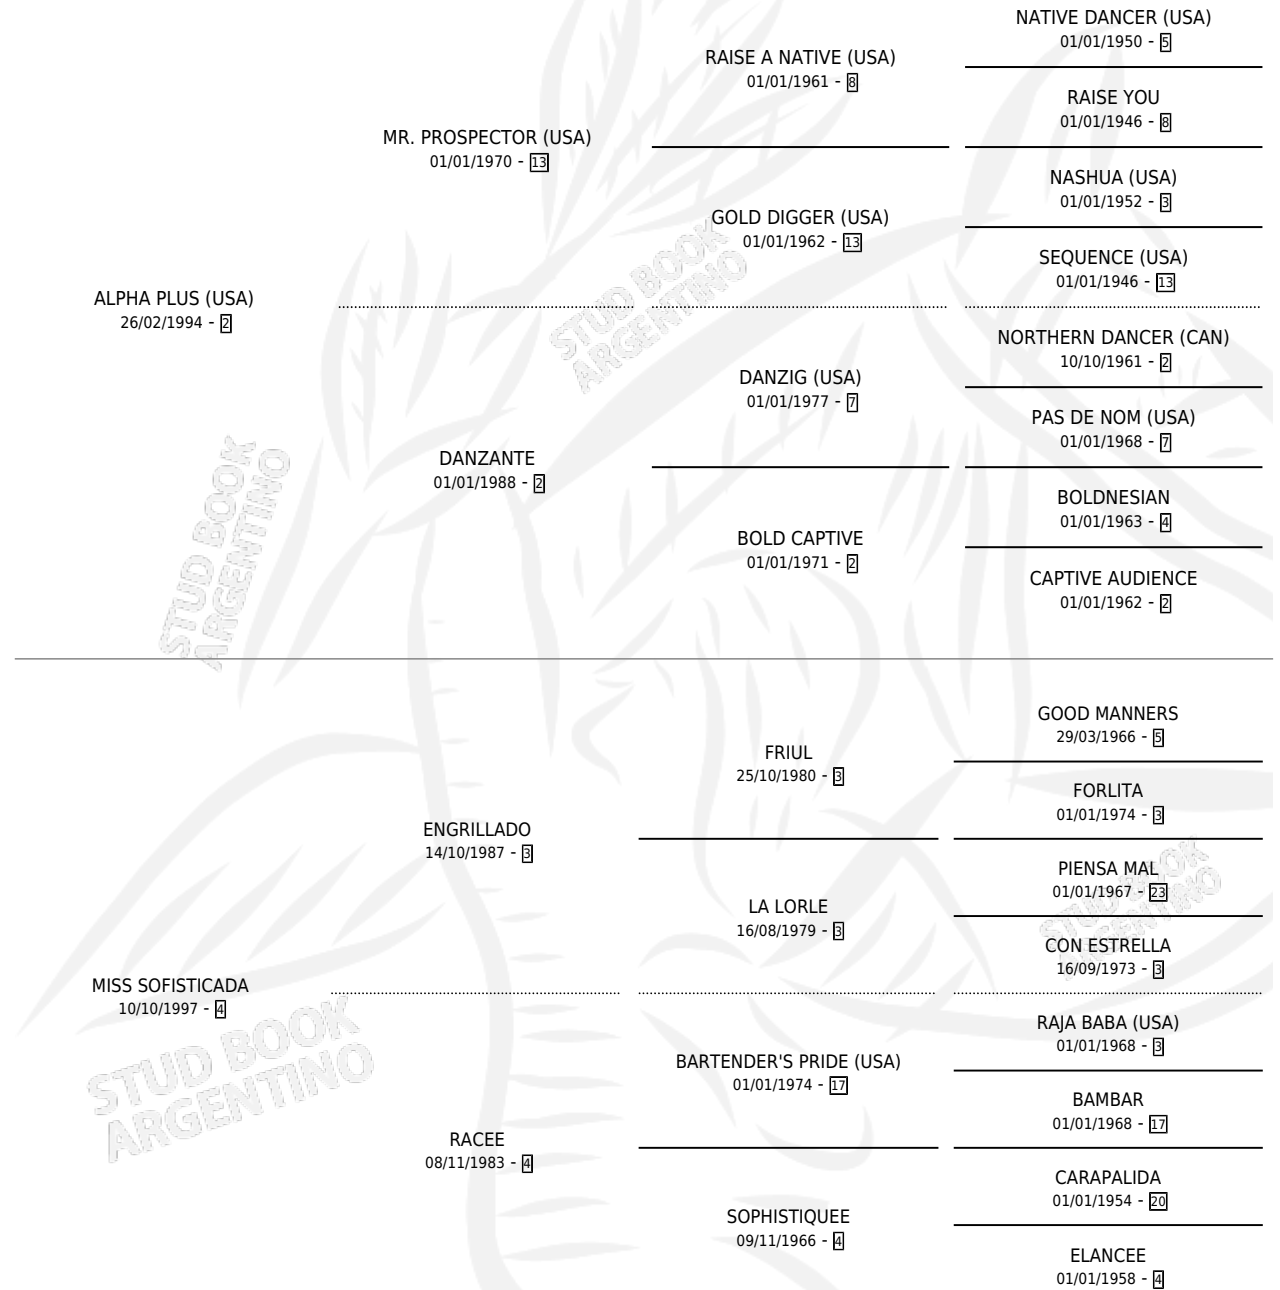 NATIVE DANCER (USA)
01/01/1950 - 5
RAISE A NATIVE (USA)
01/01/1961 - 8
RAISE YOU
01/01/1946 - 8
MR. PROSPECTOR (USA)
01/01/1970 - 13
NASHUA (USA)
01/01/1952 - 3
GOLD DIGGER (USA)
01/01/1962 - 13
SEQUENCE (USA)
01/01/1946 - 13
ALPHA PLUS (USA)
26/02/1994 - 2
STUD BOOK
ARGENTINO
NORTHERN DANCER (CAN)
10/10/1961 - 2
DANZIG (USA)
01/01/1977 - 7
PAS DE NOM (USA)
01/01/1968 - 7
DANZANTE
01/01/1988 - 2
BOLDNESIAN
01/01/1963 - 4
BOLD CAPTIVE
01/01/1971 - 2
CAPTIVE AUDIENCE
01/01/1962 - 2
STUD BOOK
ARGENTINO
GOOD MANNERS
29/03/1966 - 5
FRIUL
25/10/1980 - 3
FORLITA
01/01/1974 - 3
ENGRILLADO
14/10/1987 - 3
PIENSA MAL
01/01/1967 - 23
LA LORLE
16/08/1979 - 3
CON ESTRELLA
16/09/1973 - 3
STUD BOOK
ARGENTINO
MISS SOFISTICADA
10/10/1997 - 4
STUD BOOK
ARGENTINO
RAJA BABA (USA)
01/01/1968 - 3
BARTENDER'S PRIDE (USA)
01/01/1974 - 17
BAMBAR
01/01/1968 - 17
RACEE
08/11/1983 - 4
CARAPALIDA
01/01/1954 - 20
SOPHISTIQUEE
09/11/1966 - 4
ELANCEE
01/01/1958 - 4